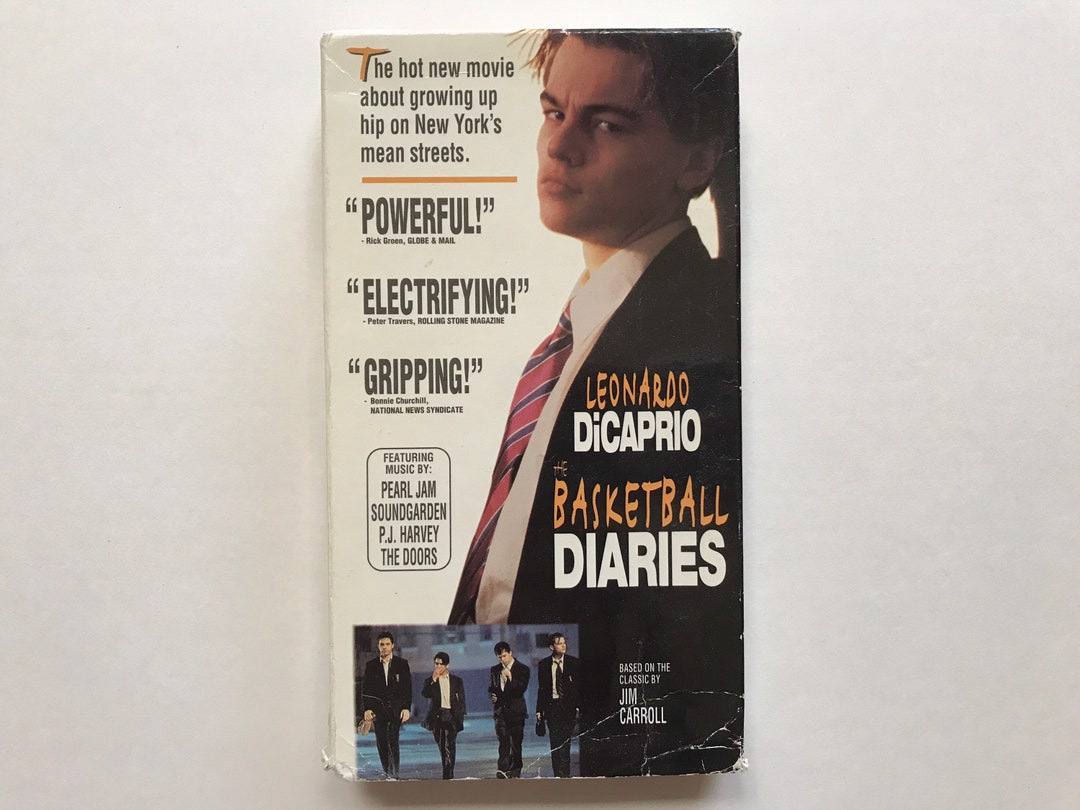 The hot new movie
about growing up
hip on New York's
mean streets.
"POWERFUL!"
- Rick Groen, GLOBE & MAIL
"ELECTRIFYING!"
- Peter Travers, ROLLING STONE MAGAZINE
"GRIPPING!"
- Bonnie Churchill,
NATIONAL NEWS SYNDICATE
FEATURING
MUSIC BY:
PEARL JAM
SOUNDGARDEN
P.J. HARVEY
THE DOORS
LEONARDO
DiCAPRIO
THE
BASKETBALL
DIARIES
BASED ON THE
CLASSIC BY
JIM
CARROLL